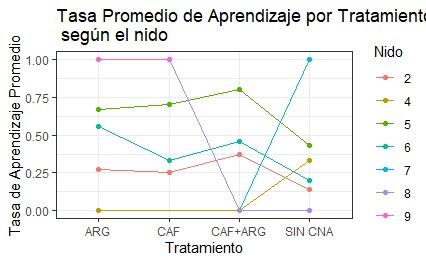 Tasa Promedio de Aprendizaje por Tratamiento
según el nido
Tasa de Aprendizaje Promedio
1.00
0.75
0.50
0.25
0.00
ARG CAF CAF+ARG SIN CNA
Tratamiento
Nido
2
4
5
6
7
8
9